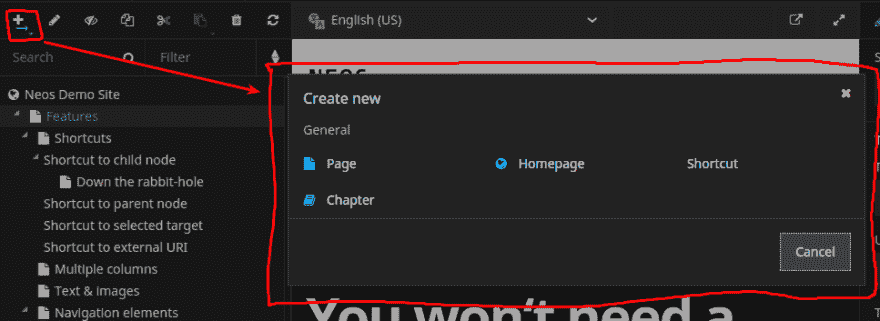 English (US)
Search
Filter
Neos Demo Site
Features
Shortcuts
Shortcut to child node
Down the rabbit-hole
Shortcut to parent node
Shortcut to selected target
Shortcut to external URI
Multiple columns
Text & images
Navigation elements
NEOS
Create new
General
Page
Homepage
Shortcut
Chapter
Cancel
You won't need a